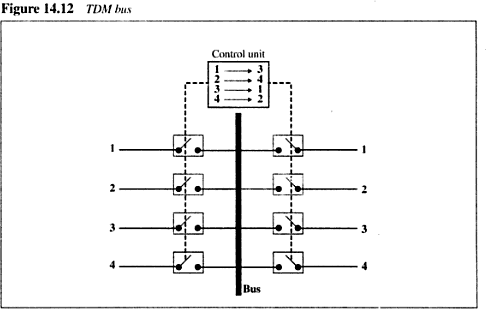 Figure 14.12 TDM bus
Control unit
1 → 3
2 → 4
3 → 1
4 → 2
1 1
2 2
3 3
4 4
Bus